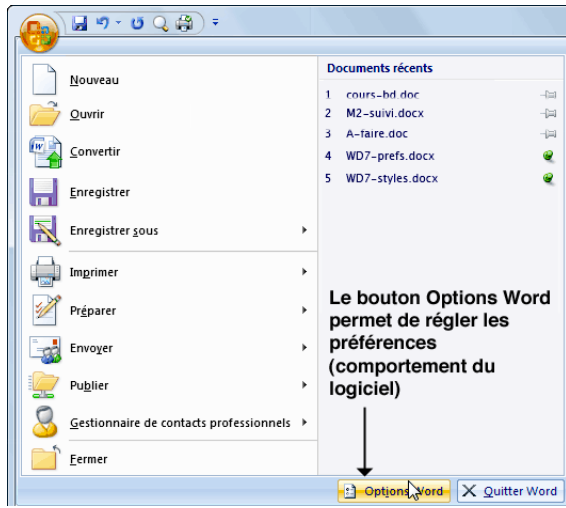 Nouveau
Ouvrir
Convertir
Enregistrer
Enregistrer sous
Imprimer
Préparer
Envoyer
Publier
Gestionnaire de contacts professionnels
Fermer
Documents récents
1 cours-bd.doc
2 M2-suivi.docx
3 A-faire.doc
4 WD7-prefs.docx
5 WD7-styles.docx
Le bouton Options Word
permet de régler les
préférences
(comportement du
logiciel)
Options Word
Quitter Word